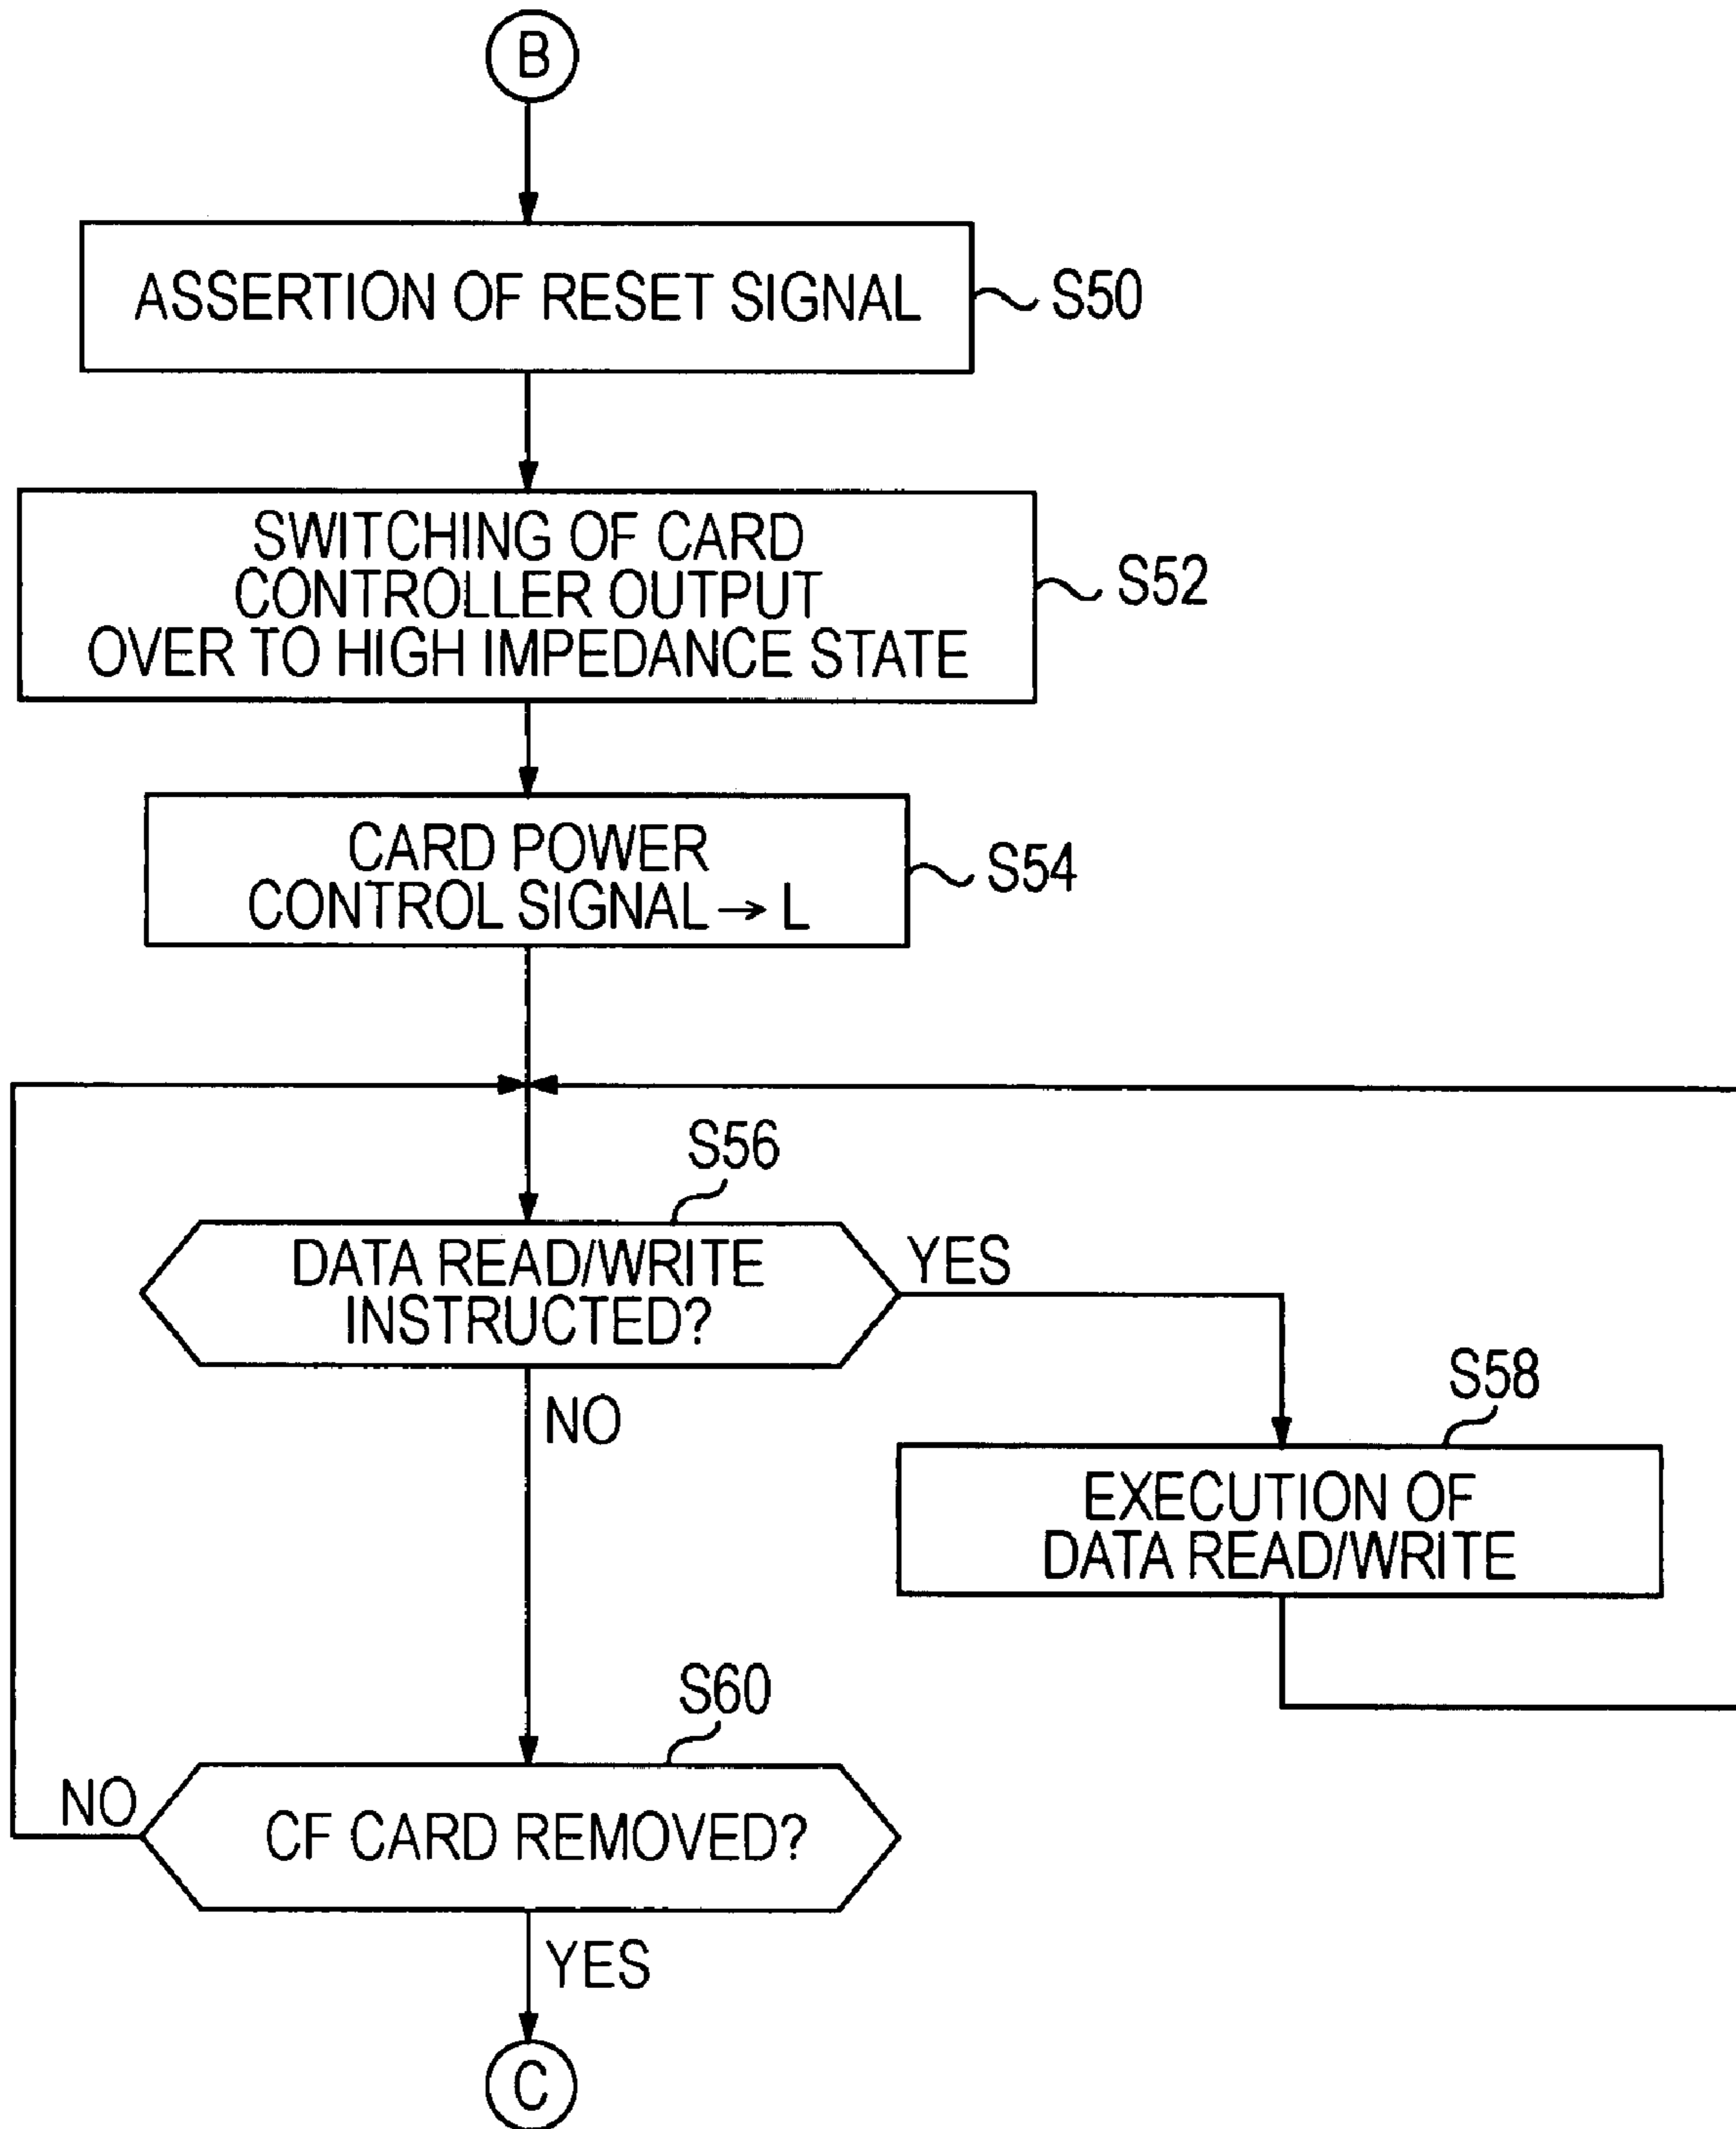 B
ASSERTION OF RESET SIGNAL
S50
SWITCHING OF CARD
CONTROLLER OUTPUT
OVER TO HIGH IMPEDANCE STATE
S52
CARD POWER
CONTROL SIGNAL → L
S54
S56
DATA READ/WRITE
INSTRUCTED?
YES
NO
S58
EXECUTION OF
DATA READ/WRITE
S60
NO
CF CARD REMOVED?
YES
C